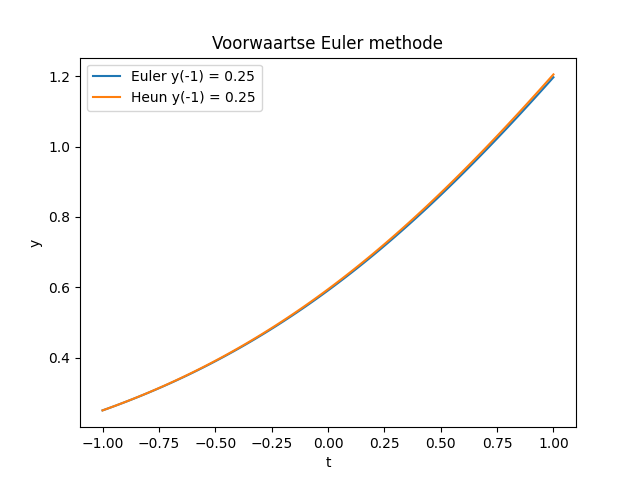 Voorwaartse Euler methode
Euler y(-1) = 0.25
Heun y(-1) = 0.25
y
1.2
1.0
0.8
0.6
0.4
−1.00 −0.75 −0.50 −0.25 0.00 0.25 0.50 0.75 1.00
t